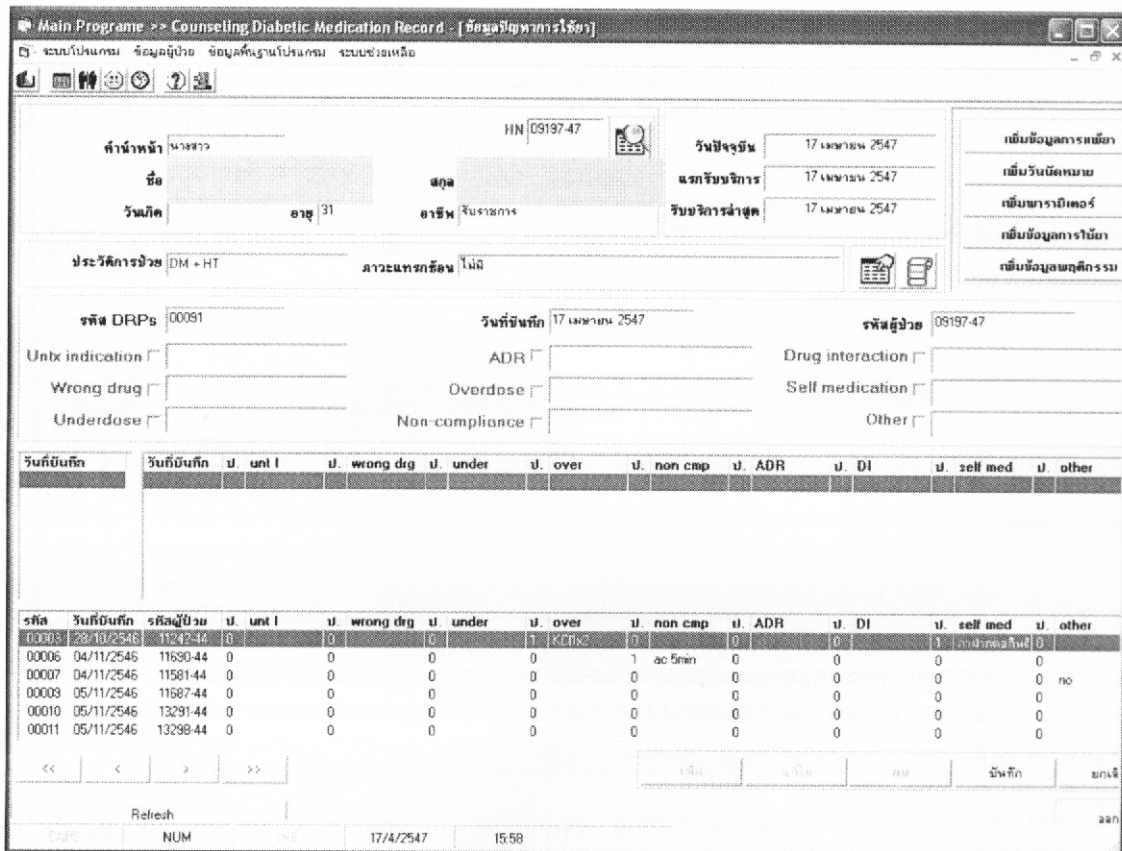 Main Programe >> Counseling Diabetic Medication Record - [ข้อมูลปัญหาการใช้ยา]
ระบบโปรแกรม ข้อมูลผู้ป่วย ข้อมูลพื้นฐานโปรแกรม ระบบช่วยเหลือ
HN 09197-47
คำนำหน้า นางสาว วันปัจจุบัน 17 เมษายน 2547 เพิ่มข้อมูลการแพ้ยา
ชื่อ สกุล แรกรับบริการ 17 เมษายน 2547 เพิ่มวันนัดหมาย
วันเกิด อายุ 31 อาชีพ รับราชการ รับบริการล่าสุด 17 เมษายน 2547 เพิ่มพารามิเตอร์
เพิ่มข้อมูลการใช้ยา
ประวัติการป่วย DM + HT ภาวะแทรกซ้อน ไม่มี เพิ่มข้อมูลพฤติกรรม
รหัส DRPs 00091 วันที่บันทึก 17 เมษายน 2547 รหัสผู้ป่วย 09197-47
Untx indication ADR Drug interaction
Wrong drug Overdose Self medication
Underdose Non-compliance Other
วันที่บันทึก วันที่บันทึก ป. unt I ป. wrong drg ป. under ป. over ป. non cmp ป. ADR ป. DI ป. self med ป. other
รหัส วันที่บันทึก รหัสผู้ป่วย ป. unt I ป. wrong drg ป. under ป. over ป. non cmp ป. ADR ป. DI ป. self med ป. other
00003 28/10/2546 11242-44 0 0 0 1 0 0 0 1 0
00006 04/11/2546 11690-44 0 0 0 0 1 ac 5min 0 0 0 0
00007 04/11/2546 11581-44 0 0 0 0 0 0 0 0 0 no
00009 05/11/2546 11687-44 0 0 0 0 0 0 0 0 0
00010 05/11/2546 13291-44 0 0 0 0 0 0 0 0 0
00011 05/11/2546 13298-44 0 0 0 0 0 0 0 0 0
<< < > >> เพิ่ม แก้ไข ลบ บันทึก ยกเลิ
Refresh ออก
CAPS NUM INS 17/4/2547 15:58